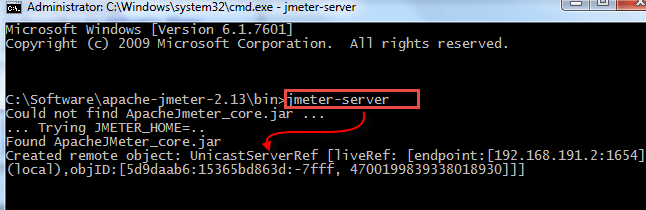 Administrator: C:\Windows\system32\cmd.exe - jmeter-server
Microsoft Windows [Version 6.1.7601]
Copyright (c) 2009 Microsoft Corporation.  All rights reserved.
C:\Software\apache-jmeter-2.13\bin>jmeter-server
Could not find ApacheJmeter_core.jar ...
... Trying JMETER_HOME=..
Found ApacheJMeter_core.jar
Created remote object: UnicastServerRef [liveRef: [endpoint:[192.168.191.2:1654]
(local),objID:[5d9daab6:15365bd863d:-7fff, 4700199839338018930]]]